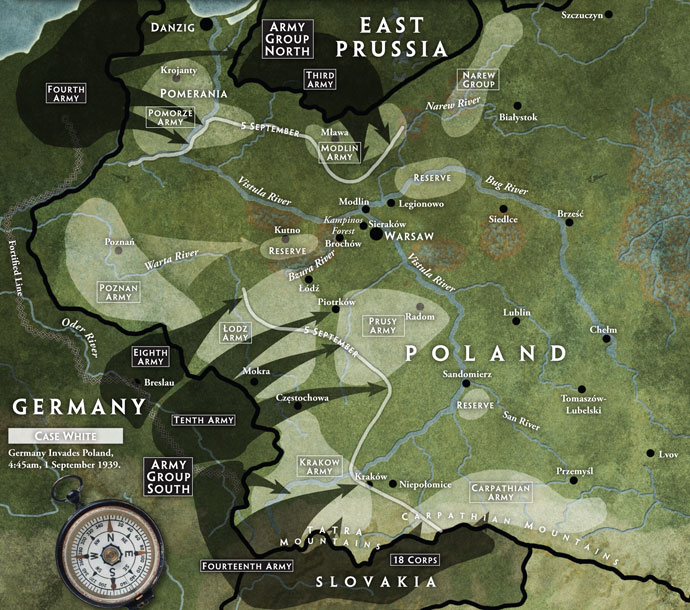 DANZIG
ARMY
GROUP
NORTH
EAST
PRUSSIA
Szczuczyn
FOURTH
ARMY
Krojanty
POMERANIA
THIRD
ARMY
NAREW
GROUP
Narew River
POMORZE
ARMY
5 SEPTEMBER
Mława
MODLIN
ARMY
Białystok
Vistula River
RESERVE
Bug River
Modlin
Legionowo
Siedlce
Brześć
Kampinos
Forest
Sieraków
WARSAW
Kutno
Brochów
RESERVE
Poznań
Warta River
Bzura River
Vistula River
Fortified Line
POZNAN
ARMY
Łódź
Piotrków
Oder River
ŁODZ
ARMY
5 SEPTEMBER
PRUSY
ARMY
Radom
Lublin
Chełm
EIGHTH
ARMY
POLAND
Breslau
Mokra
Sandomierz
Częstochowa
RESERVE
San River
Tomaszów-
Lubelski
GERMANY
TENTH ARMY
CASE WHITE
Germany Invades Poland,
4:45am, 1 September 1939.
ARMY
GROUP
SOUTH
KRAKOW
ARMY
Kraków
Niepołomice
CARPATHIAN
ARMY
Przemyśl
Lvov
CARPATHIAN MOUNTAINS
TATRA
MOUNTAINS
FOURTEENTH ARMY
18 CORPS
SLOVAKIA
N
E
S
W